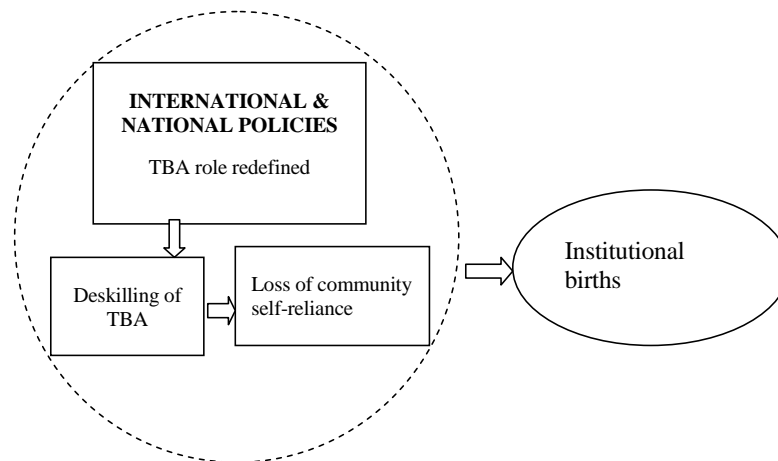 INTERNATIONAL &
NATIONAL POLICIES
TBA role redefined
Deskilling of
TBA
Loss of community
self-reliance
Institutional
births